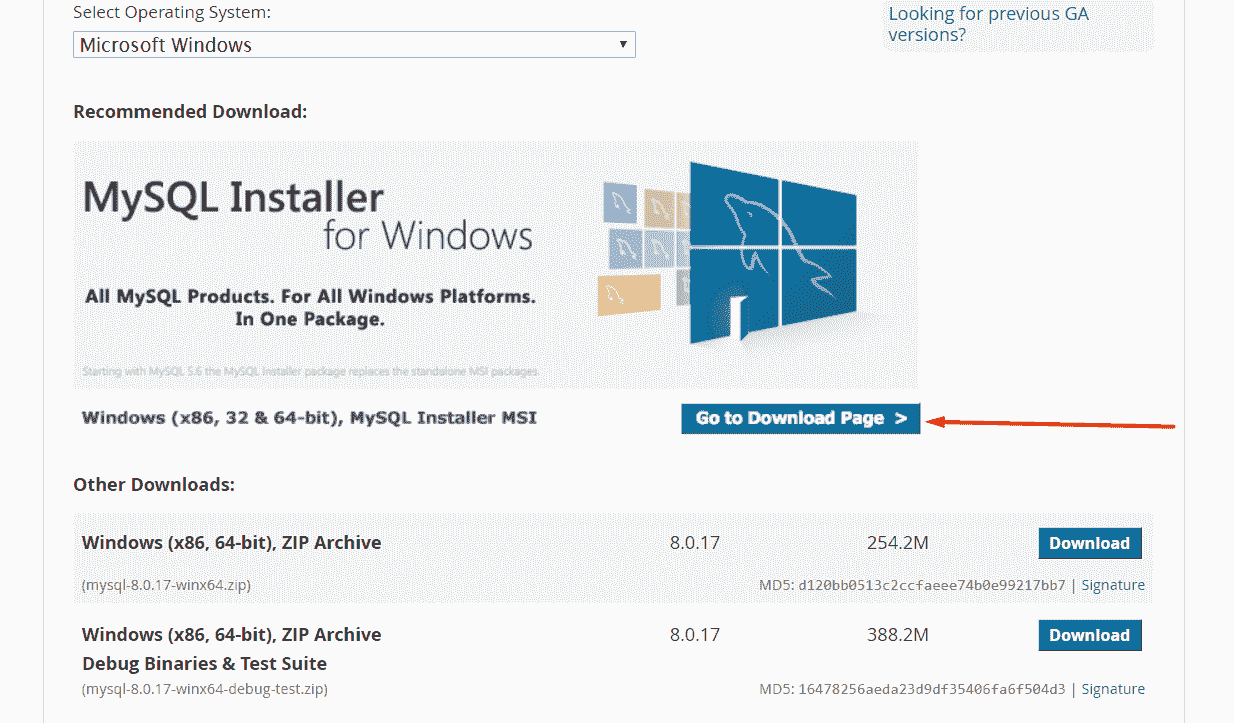 Select Operating System:
Looking for previous GA
versions?
Microsoft Windows
Recommended Download:
MySQL Installer
for Windows
All MySQL Products. For All Windows Platforms.
In One Package.
Starting with MySQL 5.6 the MySQL Installer package replaces the standalone MSI packages.
Windows (x86, 32 & 64-bit), MySQL Installer MSI
Go to Download Page >
Other Downloads:
Windows (x86, 64-bit), ZIP Archive 8.0.17 254.2M Download
(mysql-8.0.17-winx64.zip) MD5: d120bb0513c2ccfaeee74b0e99217bb7 | Signature
Windows (x86, 64-bit), ZIP Archive 8.0.17 388.2M Download
Debug Binaries & Test Suite
(mysql-8.0.17-winx64-debug-test.zip) MD5: 16478256aeda23d9df35406fa6f504d3 | Signature